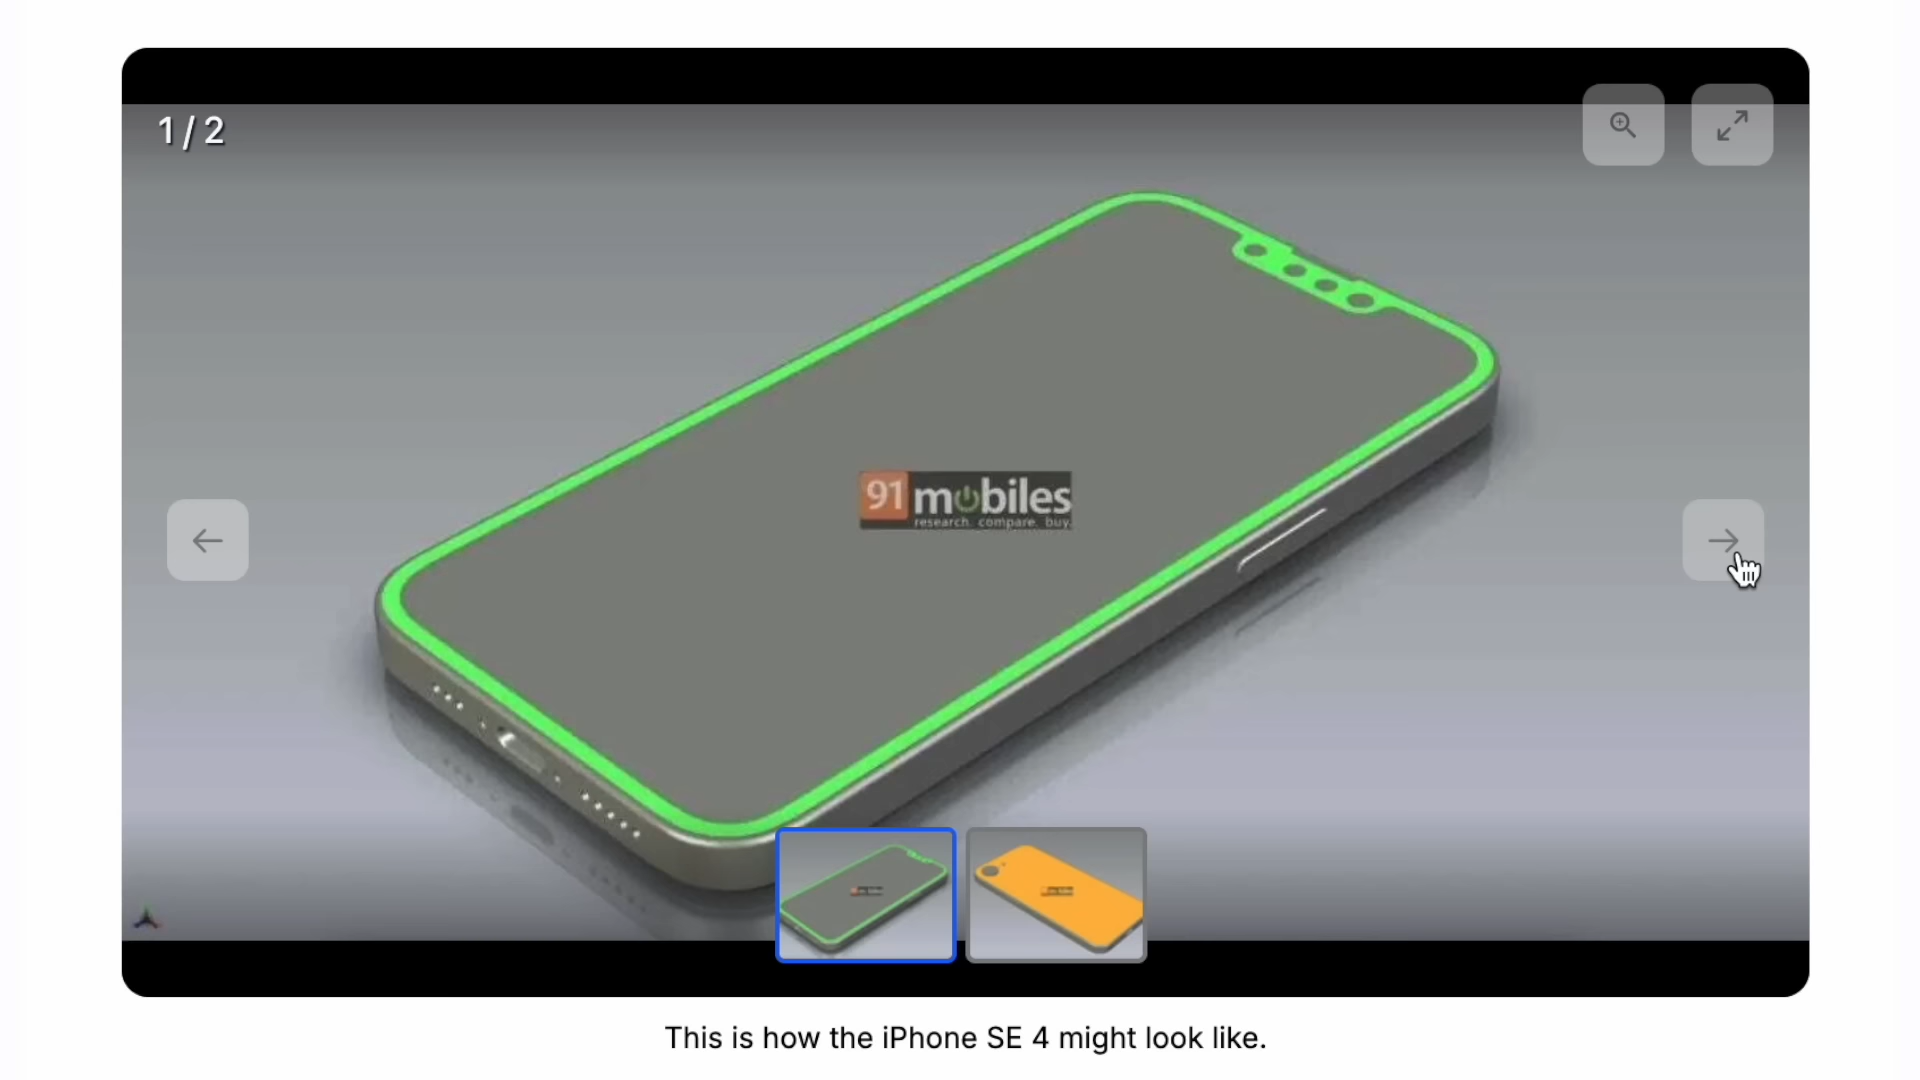 1 / 2
91mobiles
research. compare. buy.
This is how the iPhone SE 4 might look like.